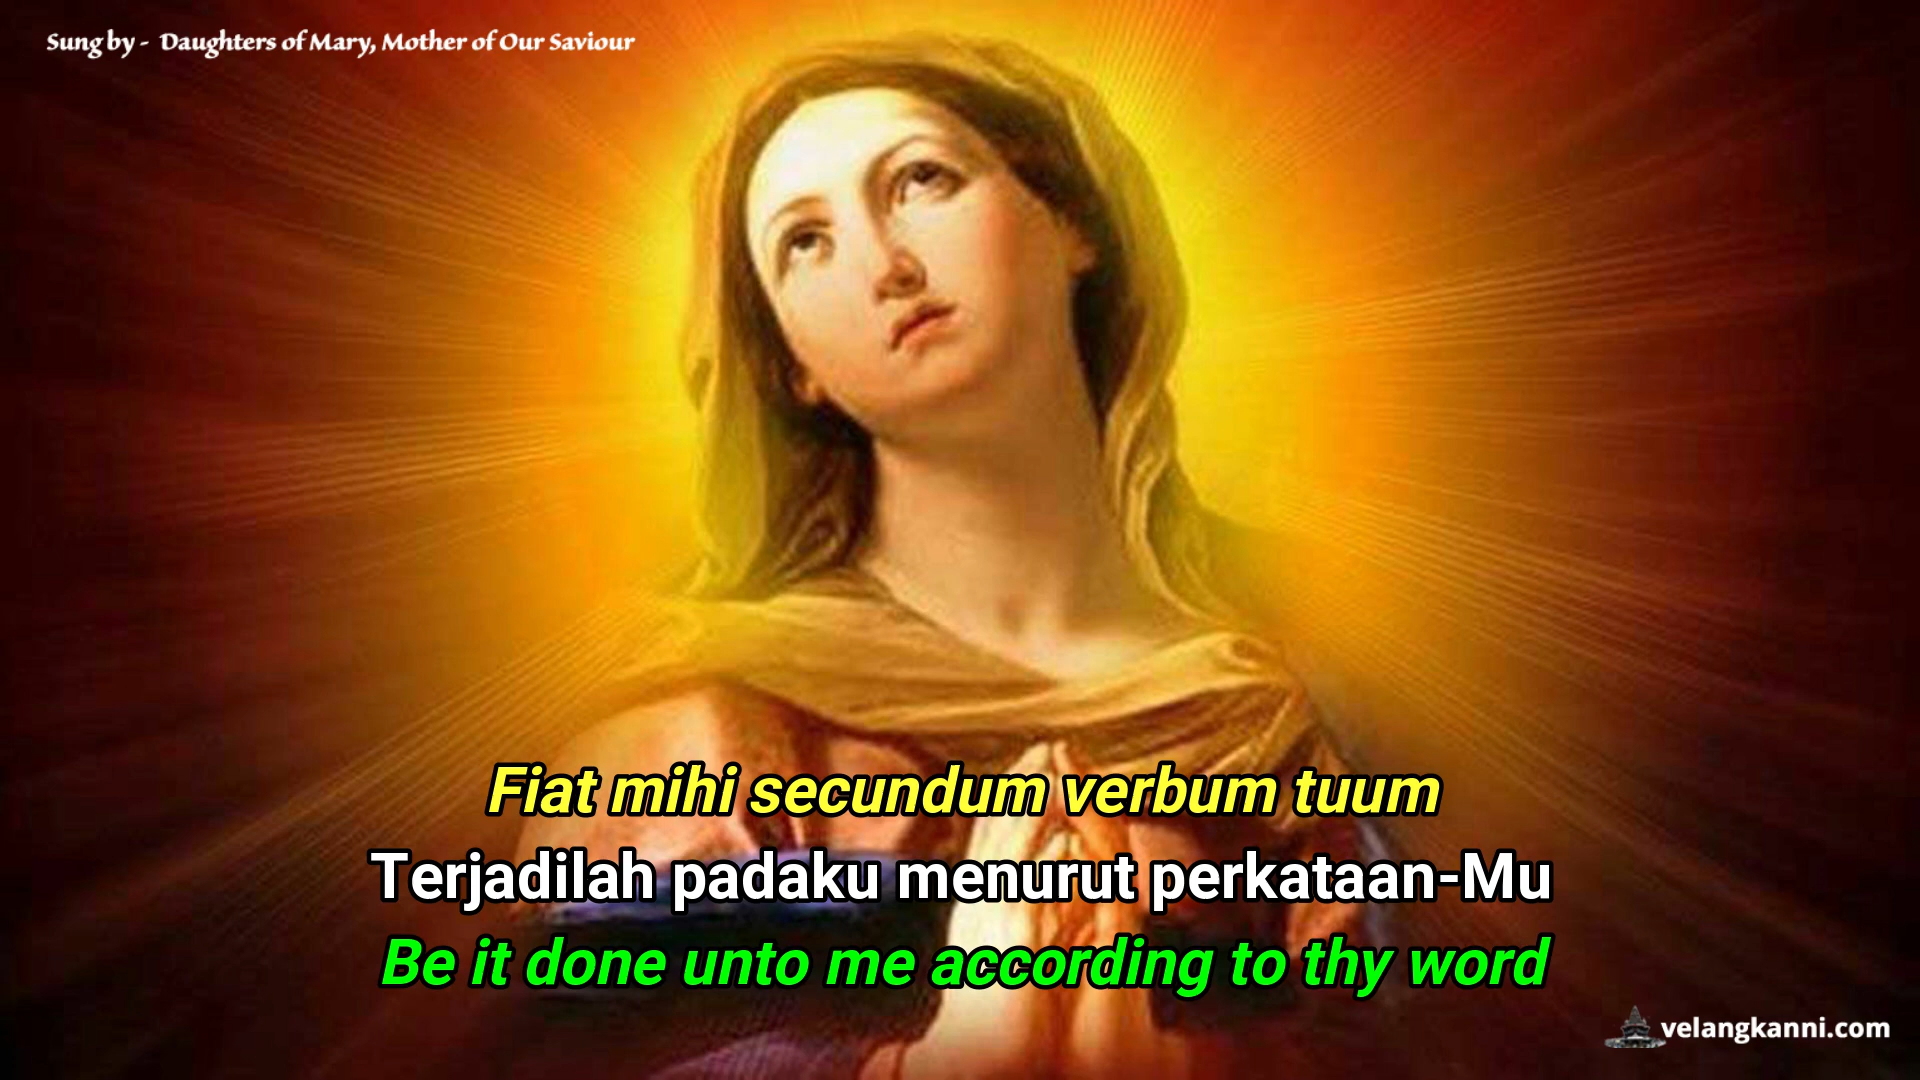 Sung by - Daughters of Mary, Mother of Our Saviour
Fiat mihi secundum verbum tuum
Terjadilah padaku menurut perkataan-Mu
Be it done unto me according to thy word
velangkanni.com